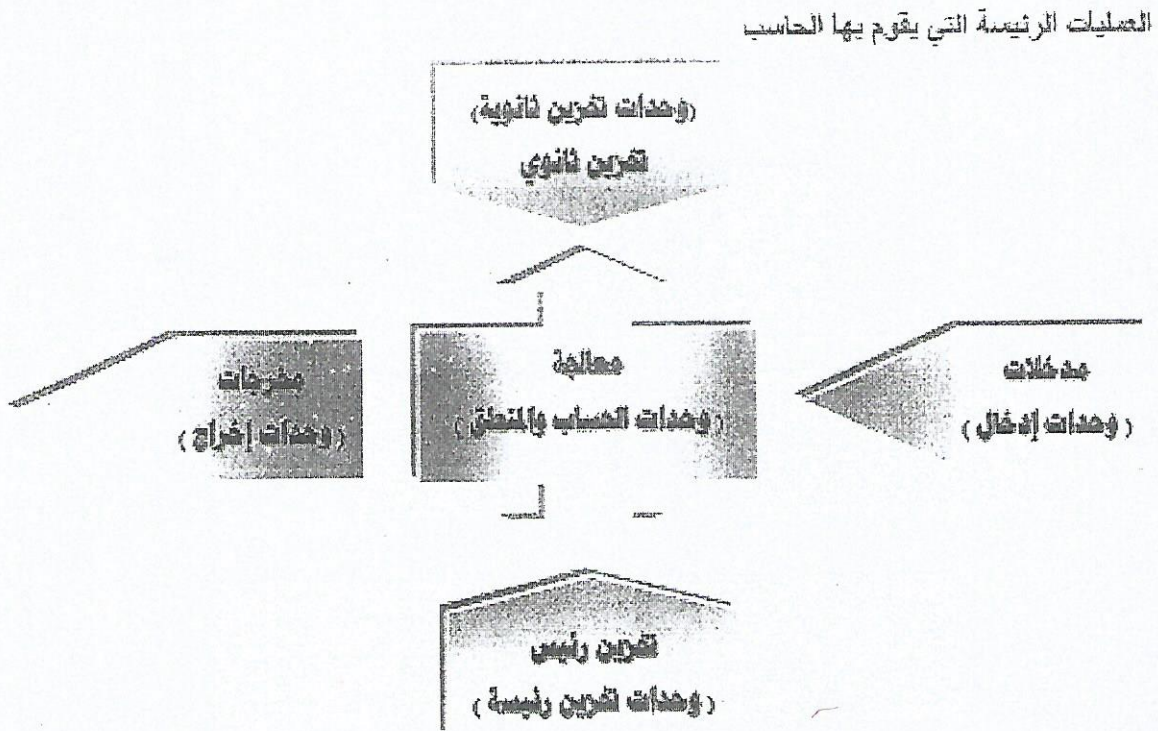 العمليات الرئيسة التي يقوم بها الحاسب
(وحدات تخزين ثانوية)
تخزين ثانوي
مدخلات
( وحدات إدخال )
معالجة
( وحدات الحساب والمنطق )
مخرجات
( وحدات إخراج )
تخزين رئيس
( وحدات تخزين رئيسة )